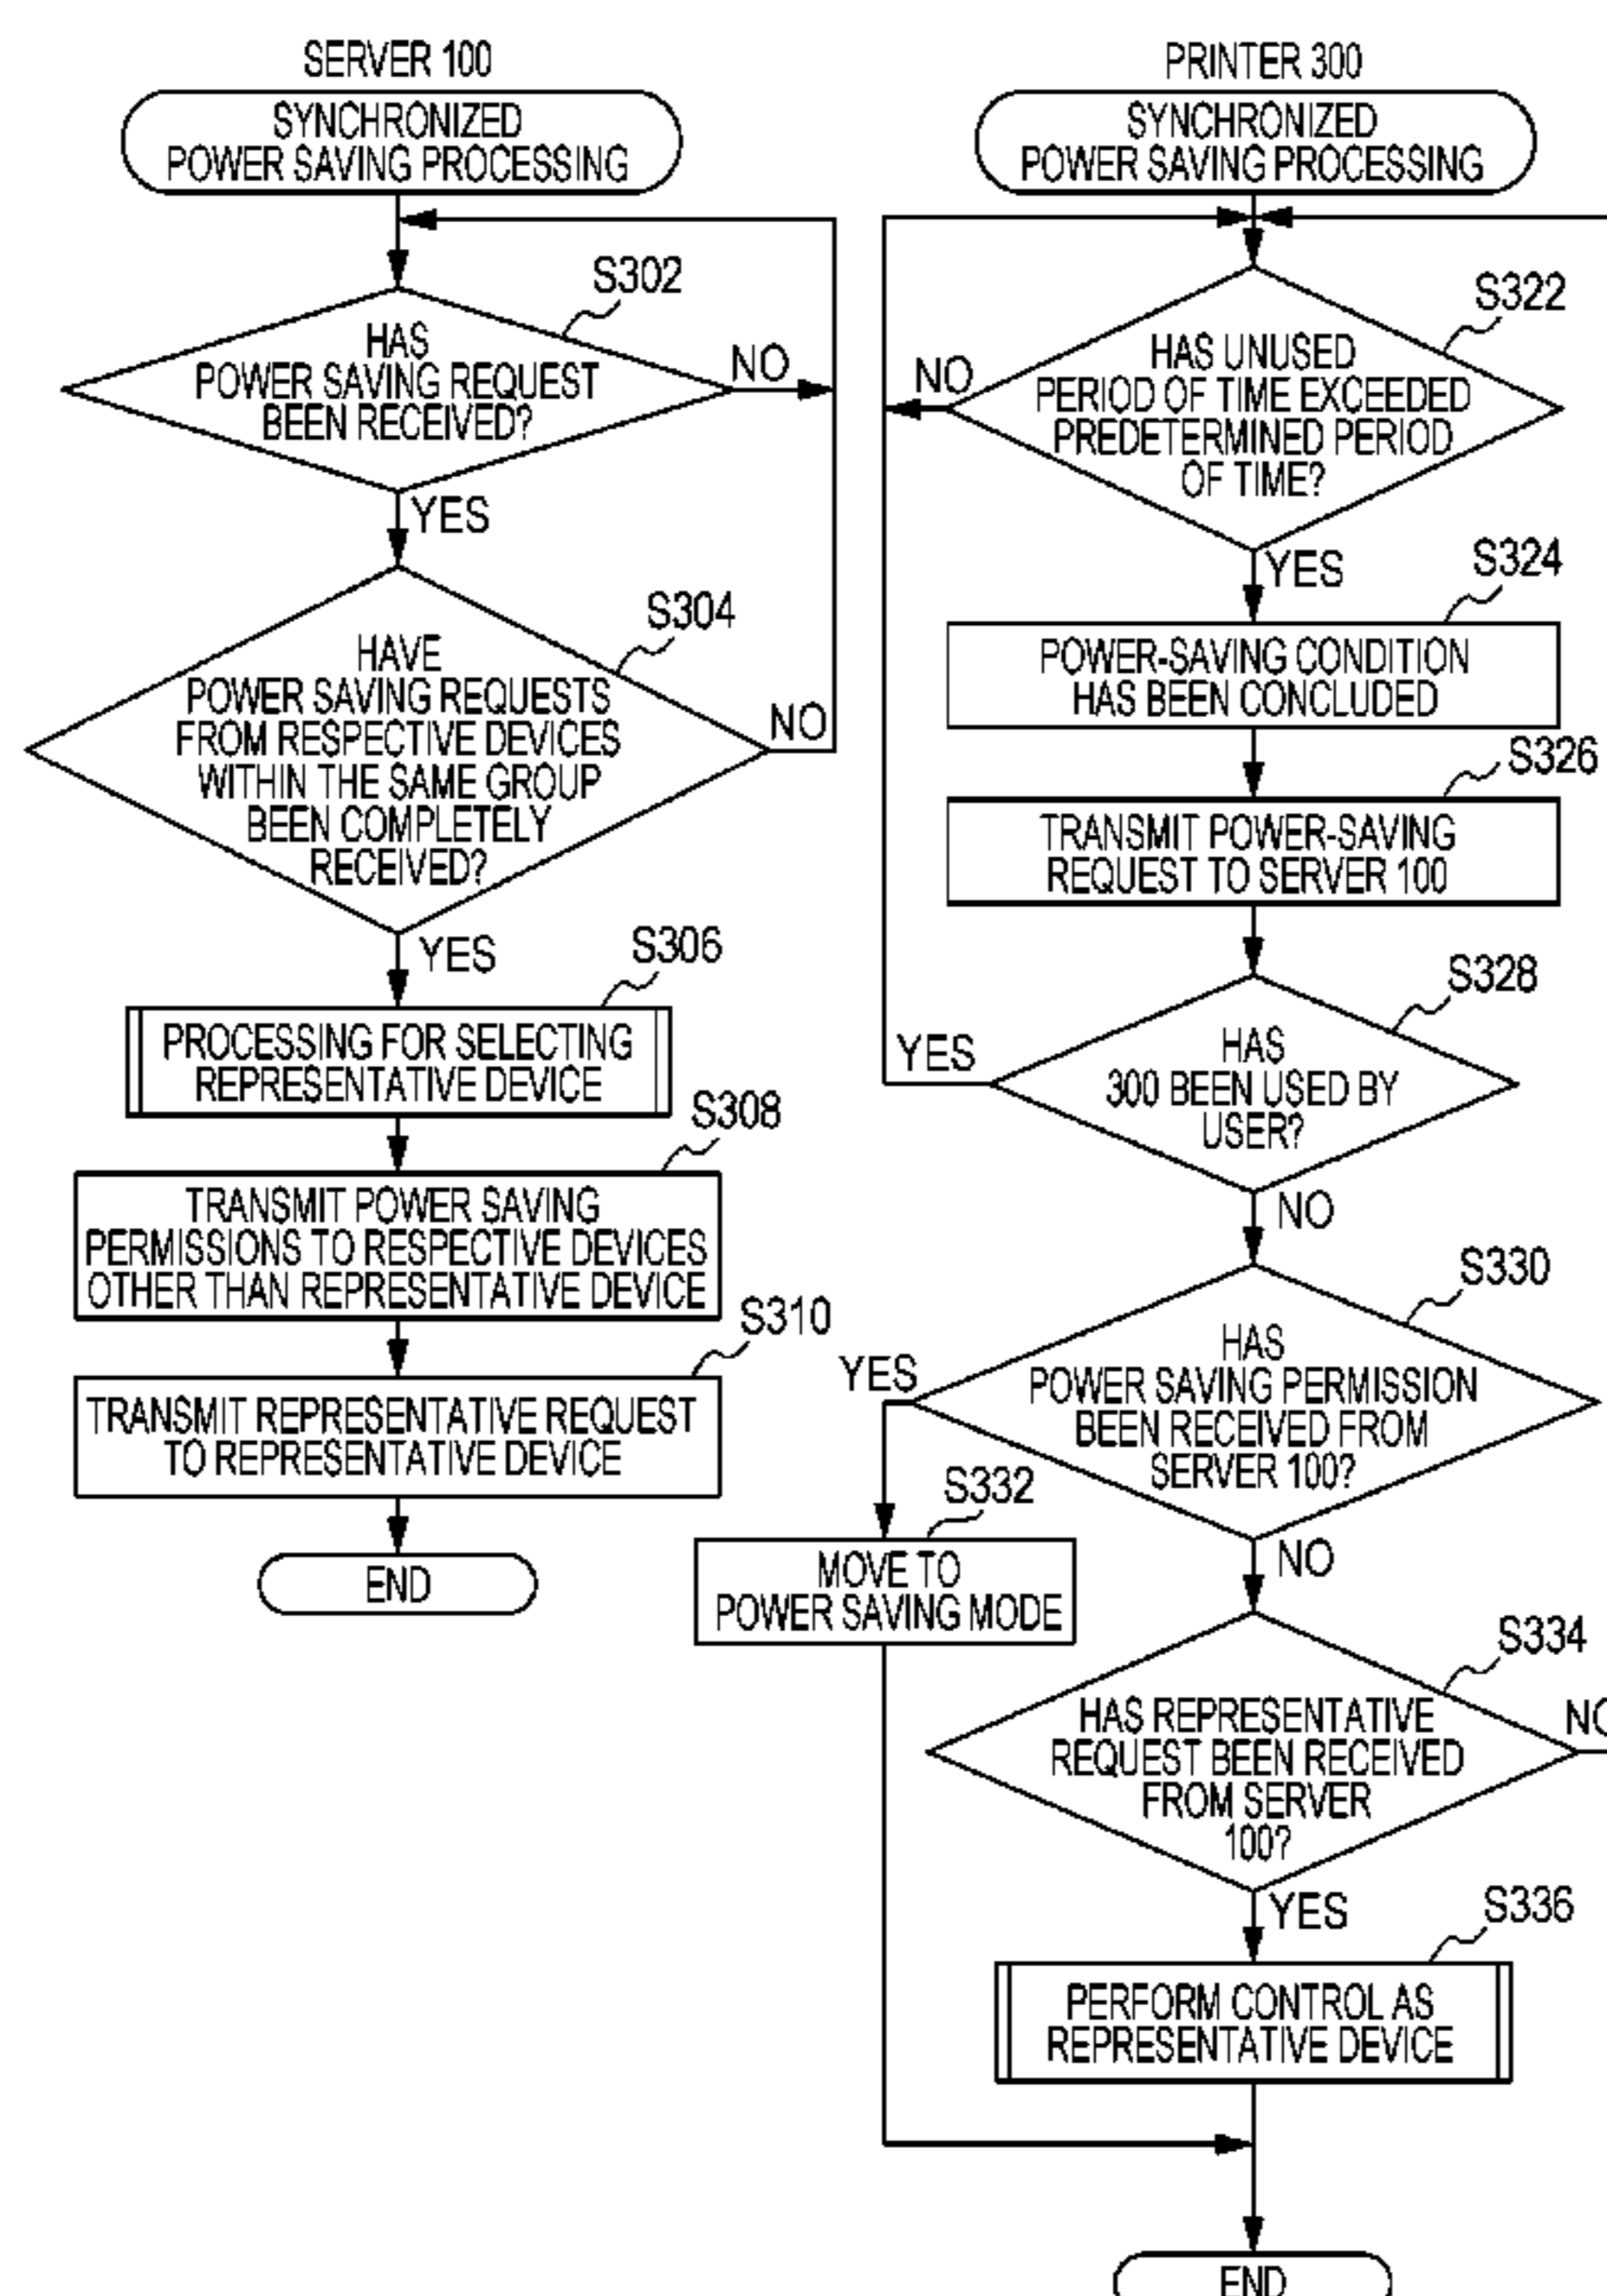 SERVER 100
SYNCHRONIZED
POWER SAVING PROCESSING
S302
HAS
POWER SAVING REQUEST
BEEN RECEIVED?
NO
YES
S304
HAVE
POWER SAVING REQUESTS
FROM RESPECTIVE DEVICES
WITHIN THE SAME GROUP
BEEN COMPLETELY
RECEIVED?
NO
YES
S306
PROCESSING FOR SELECTING
REPRESENTATIVE DEVICE
S308
TRANSMIT POWER SAVING
PERMISSIONS TO RESPECTIVE DEVICES
OTHER THAN REPRESENTATIVE DEVICE
S310
TRANSMIT REPRESENTATIVE REQUEST
TO REPRESENTATIVE DEVICE
END
PRINTER 300
SYNCHRONIZED
POWER SAVING PROCESSING
S322
HAS UNUSED
PERIOD OF TIME EXCEEDED
PREDETERMINED PERIOD
OF TIME?
NO
YES
S324
POWER-SAVING CONDITION
HAS BEEN CONCLUDED
S326
TRANSMIT POWER-SAVING
REQUEST TO SERVER 100
S328
HAS
300 BEEN USED BY
USER?
YES
NO
S330
HAS
POWER SAVING PERMISSION
BEEN RECEIVED FROM
SERVER 100?
YES
NO
S332
MOVE TO
POWER SAVING MODE
S334
HAS REPRESENTATIVE
REQUEST BEEN RECEIVED
FROM SERVER
100?
NO
YES
S336
PERFORM CONTROL AS
REPRESENTATIVE DEVICE
END